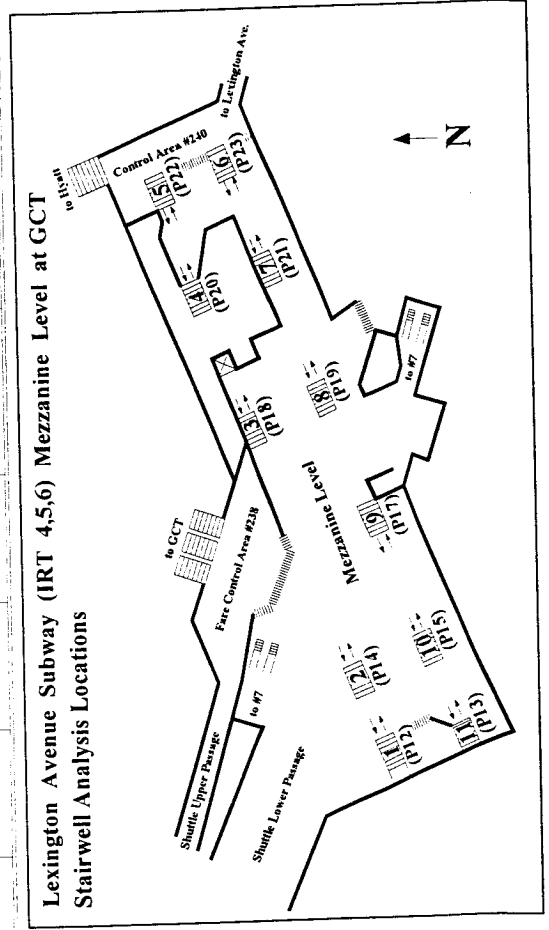 Lexington Avenue Subway (IRT 4,5,6) Mezzanine Level at GCT
Stairwell Analysis Locations
to Hyatt
Control Area #240
to Lexington Ave.
5
(P22)
6
(P23)
4
(P20)
7
(P21)
to GCT
Fare Control Area #238
3
(P18)
8
(P19)
to #7
Shuttle Upper Passage
to #7
Mezzanine Level
9
(P17)
Shuttle Lower Passage
2
(P14)
10
(P15)
1
(P12)
11
(P13)
N